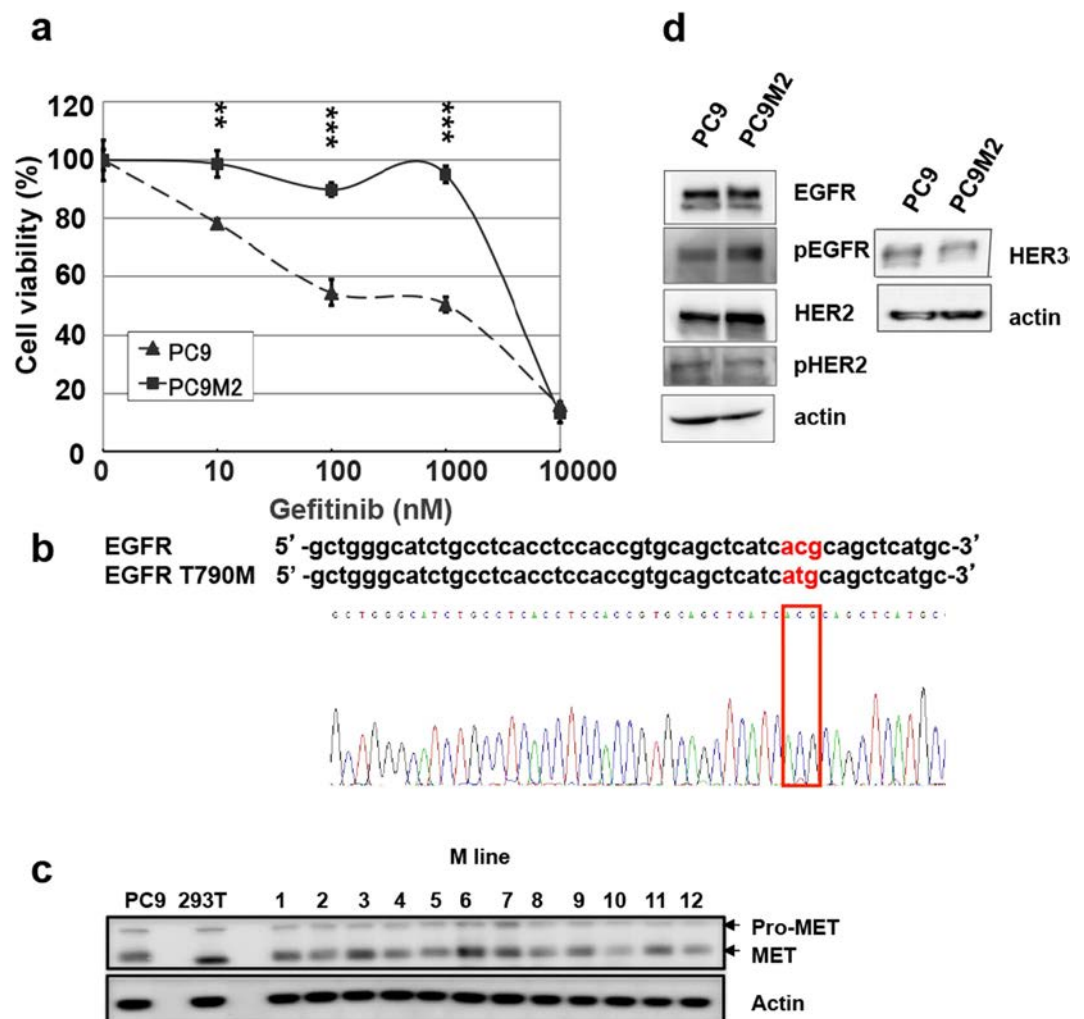 a
120
100
80
60
40
20
0
Cell viability (%)
**
***
***
PC9
PC9M2
0 10 100 1000 10000
Gefitinib (nM)
d
PC9 PC9M2
EGFR
pEGFR
HER2
pHER2
actin
PC9 PC9M2
HER3
actin
b
EGFR 5’ -gctgggcatctgcctcacctccaccgtgcagctcatcacgcagctcatgc-3’
EGFR T790M 5’ -gctgggcatctgcctcacctccaccgtgcagctcatcatgcagctcatgc-3’
G C T G G G C A T C T G C C T C A C C T C C A C C G T G C A G C T C A T C A C G C A G C T C A T G C
c
M line
PC9 293T 1 2 3 4 5 6 7 8 9 10 11 12
Pro-MET
MET
Actin